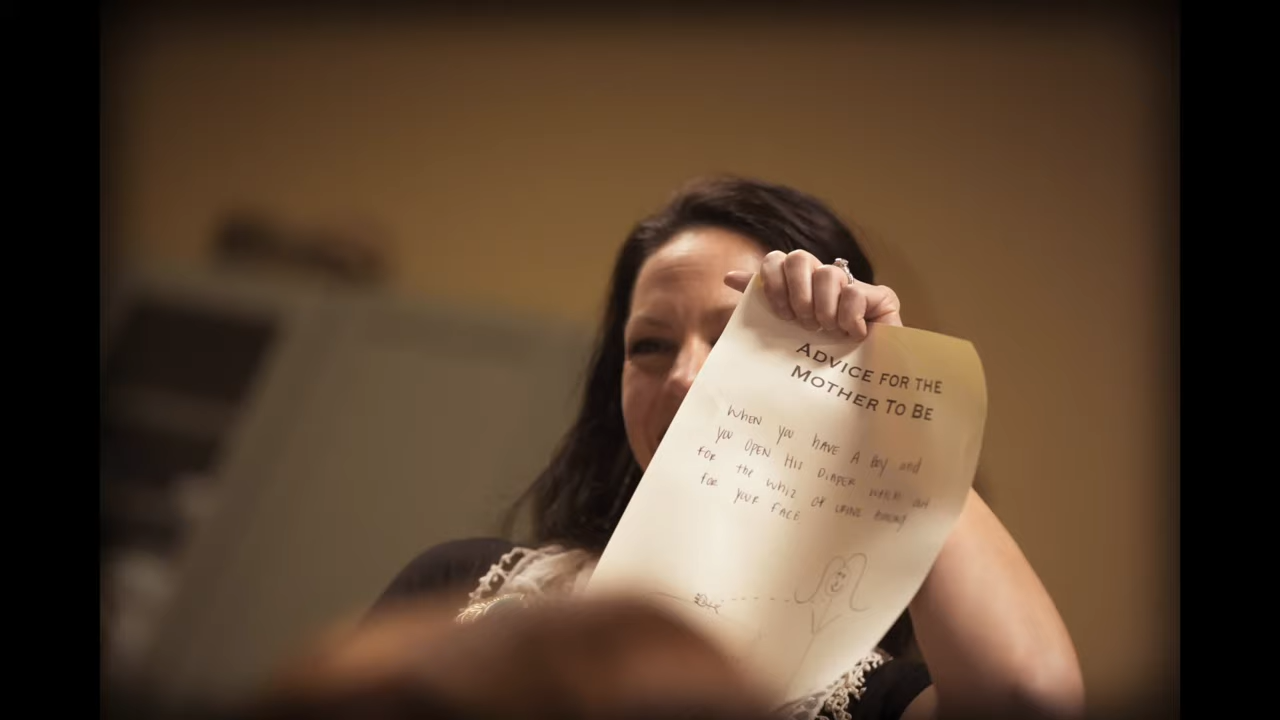 ADVICE FOR THE
MOTHER TO BE
WHEN YOU HAVE A BOY and
YOU OPEN HIS DIAPER WATCH OUT
FOR the WHIZ OF URINE AIMING
FOR YOUR FACE